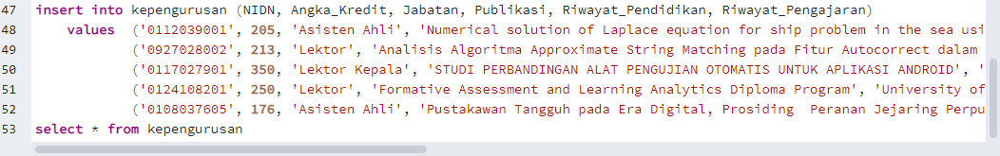 47 insert into kepengurusan (NIDN, Angka_Kredit, Jabatan, Publikasi, Riwayat_Pendidikan, Riwayat_Pengajaran)
48 values ('0112039001', 205, 'Asisten Ahli', 'Numerical solution of Laplace equation for ship problem in the sea usi
49 ('0927028002', 213, 'Lektor', 'Analisis Algoritma Approximate String Matching pada Fitur Autocorrect dalam
50 ('0117027901', 350, 'Lektor Kepala', 'STUDI PERBANDINGAN ALAT PENGUJIAN OTOMATIS UNTUK APLIKASI ANDROID', '
51 ('0124108201', 250, 'Lektor', 'Formative Assessment and Learning Analytics Diploma Program', 'University of
52 ('0108037605', 176, 'Asisten Ahli', 'Pustakawan Tangguh pada Era Digital, Prosiding  Peranan Jejaring Perpu
53 select * from kepengurusan